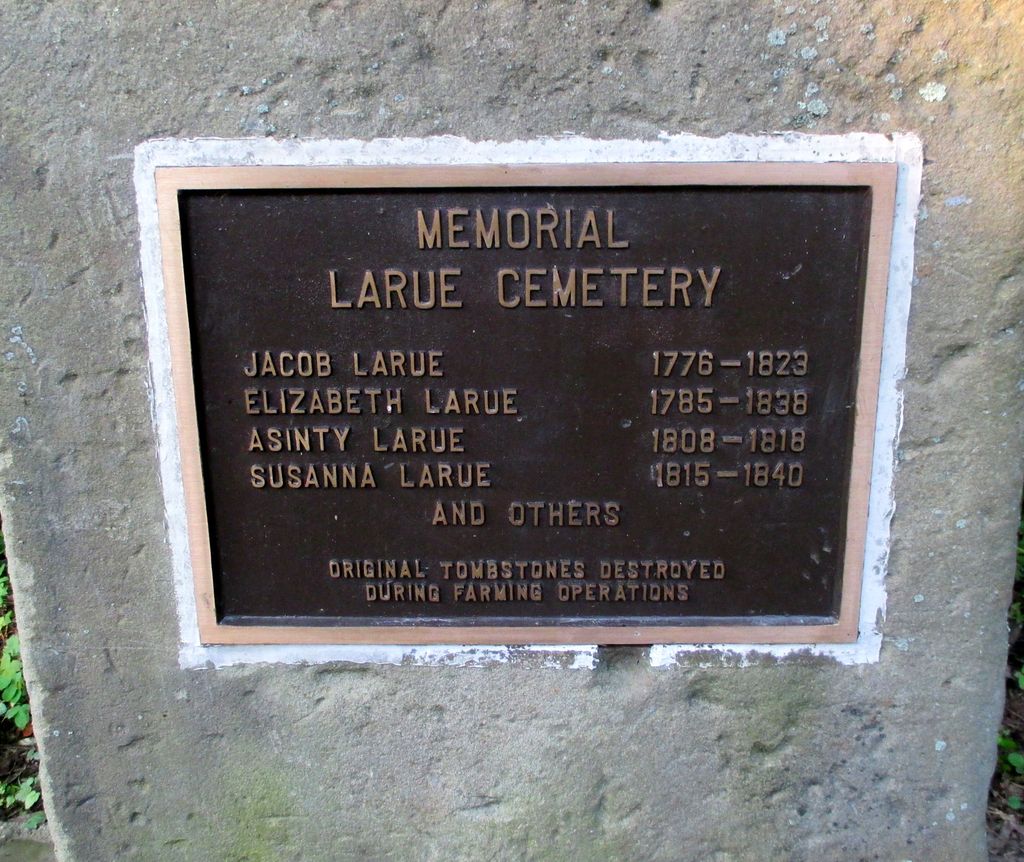 MEMORIAL
LARUE CEMETERY
JACOB LARUE 1776-1823
ELIZABETH LARUE 1785-1838
ASINTY LARUE 1808-1818
SUSANNA LARUE 1815-1840
AND OTHERS
ORIGINAL TOMBSTONES DESTROYED
DURING FARMING OPERATIONS